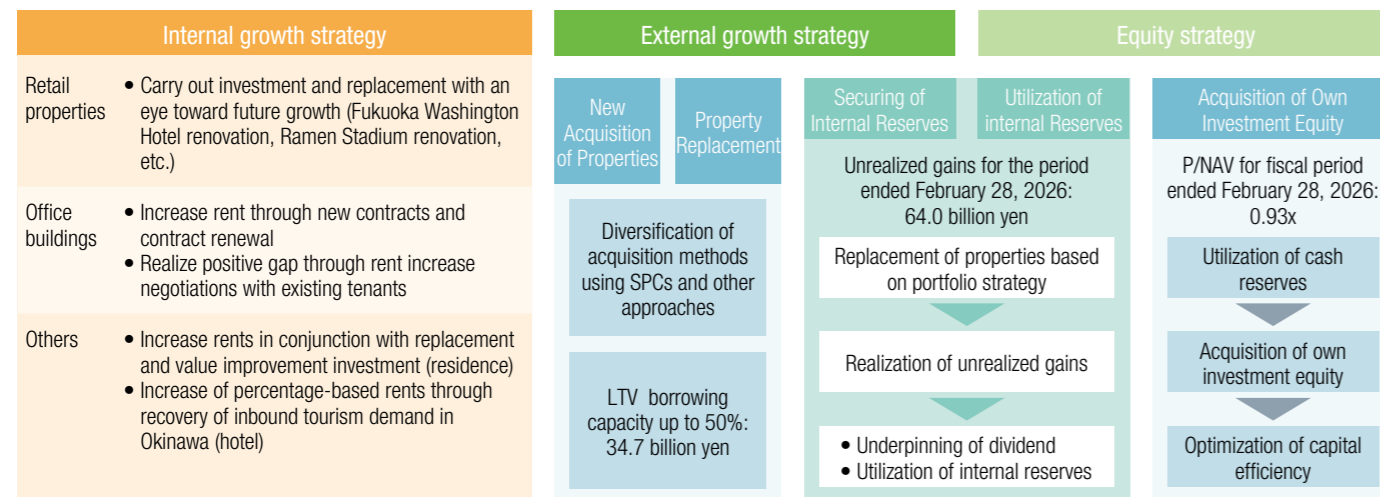 Internal growth strategy
Retail
properties
• Carry out investment and replacement with an
eye toward future growth (Fukuoka Washington
Hotel renovation, Ramen Stadium renovation,
etc.)
Office
buildings
• Increase rent through new contracts and
contract renewal
• Realize positive gap through rent increase
negotiations with existing tenants
Others
• Increase rents in conjunction with replacement
and value improvement investment (residence)
• Increase of percentage-based rents through
recovery of inbound tourism demand in
Okinawa (hotel)
External growth strategy
Equity strategy
New
Acquisition
of Properties
Property
Replacement
Diversification of
acquisition methods
using SPCs and other
approaches
LTV borrowing
capacity up to 50%:
34.7 billion yen
Securing of
Internal Reserves
Utilization of
internal Reserves
Unrealized gains for the period
ended February 28, 2026:
64.0 billion yen
Replacement of properties based
on portfolio strategy
Realization of unrealized gains
• Underpinning of dividend
• Utilization of internal reserves
Acquisition of Own
Investment Equity
P/NAV for fiscal period
ended February 28, 2026:
0.93x
Utilization of cash
reserves
Acquisition of own
investment equity
Optimization of capital
efficiency